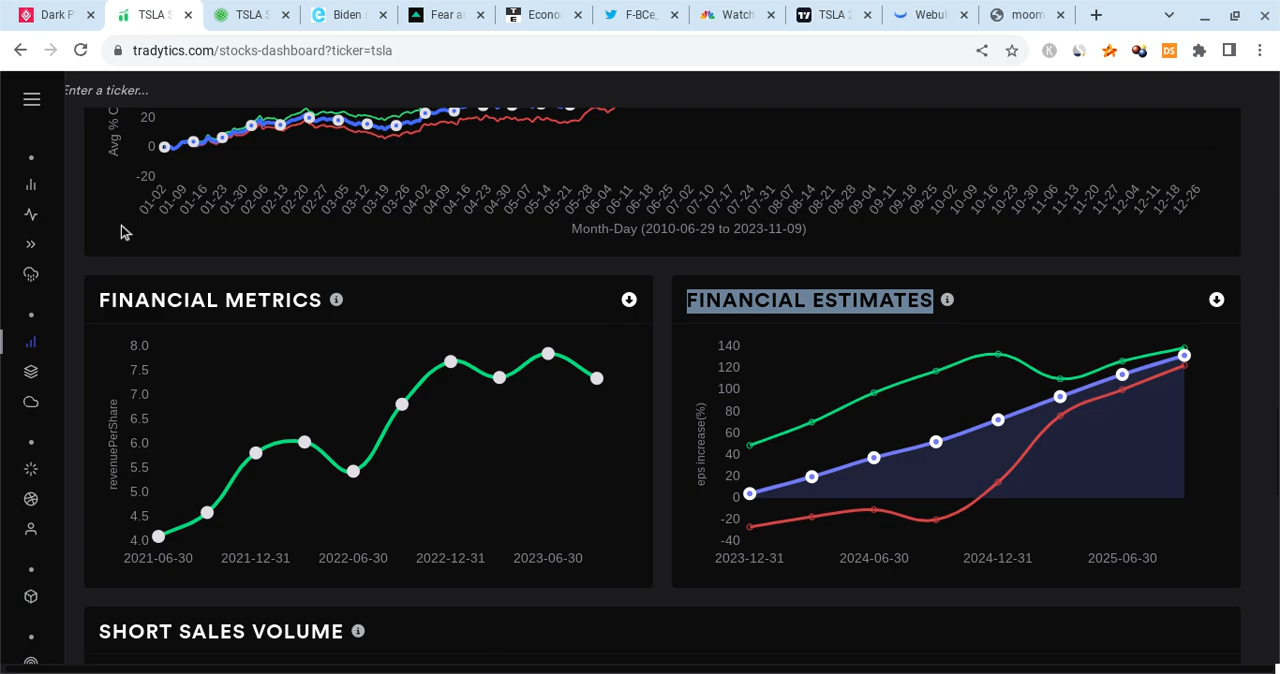 Dark P
TSLA S
TSLA S
Biden s
Fear a
Econo
F-BCe_
Watch
TSLA 2
Webul
moom
tradytics.com/stocks-dashboard?ticker=tsla
K
DS
Enter a ticker...
Avg % C
20
0
-20
01-02 01-09 01-16 01-23 01-30 02-06 02-13 02-20 02-27 03-05 03-12 03-19 03-26 04-02 04-09 04-16 04-23 04-30 05-07 05-14 05-21 05-28 06-04 06-11 06-18 06-25 07-02 07-10 07-17 07-24 07-31 08-07 08-14 08-21 08-28 09-04 09-11 09-18 09-25 10-02 10-09 10-16 10-23 10-30 11-06 11-13 11-20 11-27 12-04 12-11 12-18 12-26
Month-Day (2010-06-29 to 2023-11-09)
FINANCIAL METRICS
revenuePerShare
8.0
7.5
7.0
6.5
6.0
5.5
5.0
4.5
4.0
2021-06-30 2021-12-31 2022-06-30 2022-12-31 2023-06-30
FINANCIAL ESTIMATES
eps increase(%)
140
120
100
80
60
40
20
0
-20
-40
2023-12-31 2024-06-30 2024-12-31 2025-06-30
SHORT SALES VOLUME